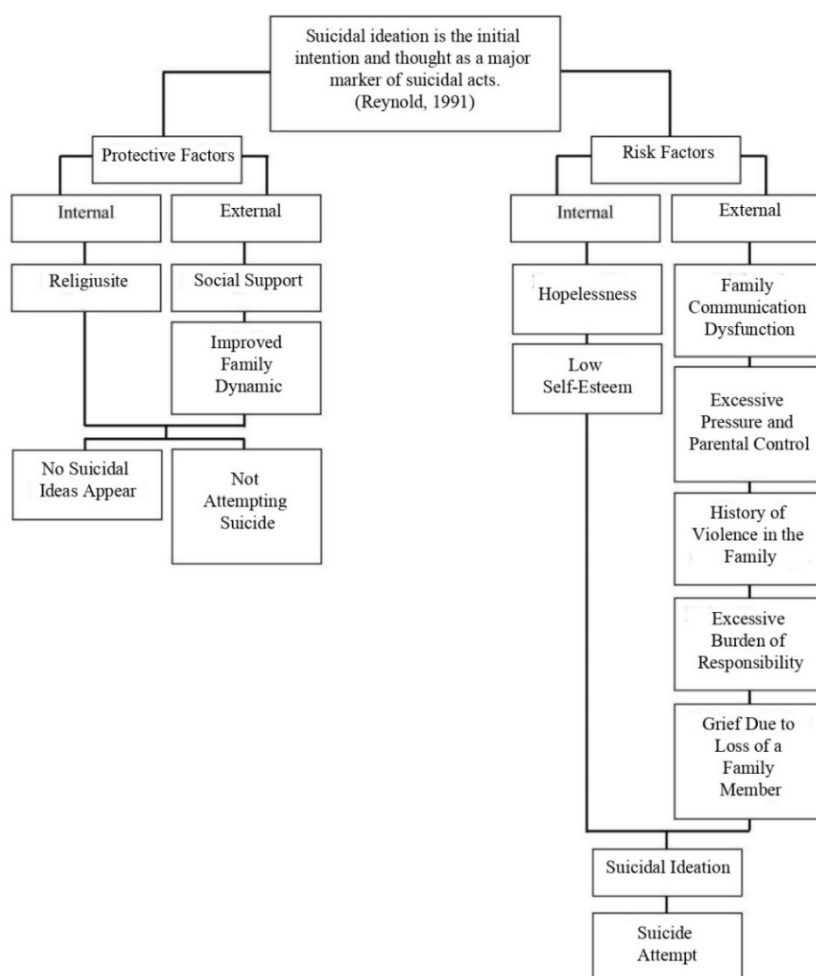 Suicidal ideation is the initial
intention and thought as a major
marker of suicidal acts.
(Reynold, 1991)
Protective Factors
Risk Factors
Internal
External
Internal
External
Religiusite
Social Support
Hopelessness
Family
Communication
Dysfunction
Improved
Family
Dynamic
Low
Self-Esteem
Excessive
Pressure and
Parental Control
No Suicidal
Ideas Appear
Not
Attempting
Suicide
History of
Violence in the
Family
Excessive
Burden of
Responsibility
Grief Due to
Loss of a
Family
Member
Suicidal Ideation
Suicide
Attempt